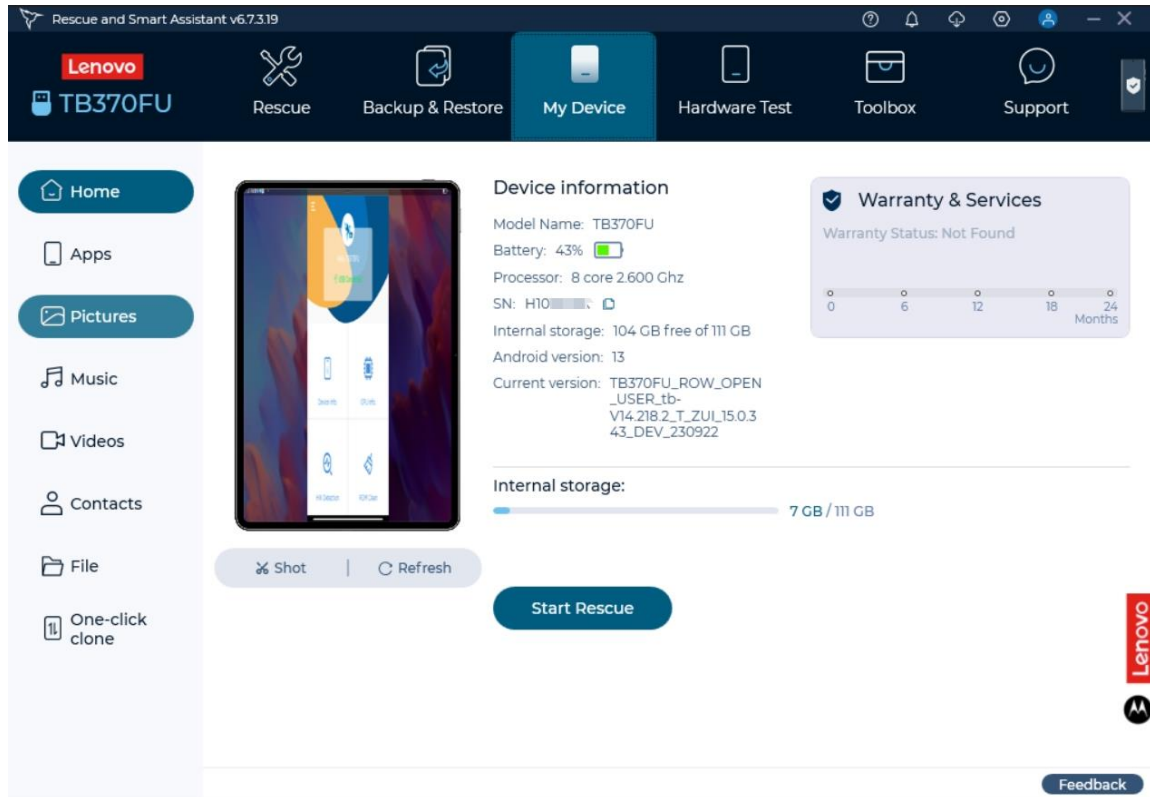 Rescue and Smart Assistant v6.7.3.19
Lenovo
TB370FU
Rescue
Backup & Restore
My Device
Hardware Test
Toolbox
Support
Home
Apps
Pictures
Music
Videos
Contacts
File
One-click
clone
Shot
Refresh
Device information
Model Name: TB370FU
Battery: 43%
Processor: 8 core 2.600 Ghz
SN: H10
Internal storage: 104 GB free of 111 GB
Android version: 13
Current version: TB370FU_ROW_OPEN
_USER_tb-
V14.218.2_T_ZUI_15.0.3
43_DEV_230922
Warranty & Services
Warranty Status: Not Found
0 6 12 18 24
Months
Internal storage:
7 GB / 111 GB
Start Rescue
Lenovo
Feedback